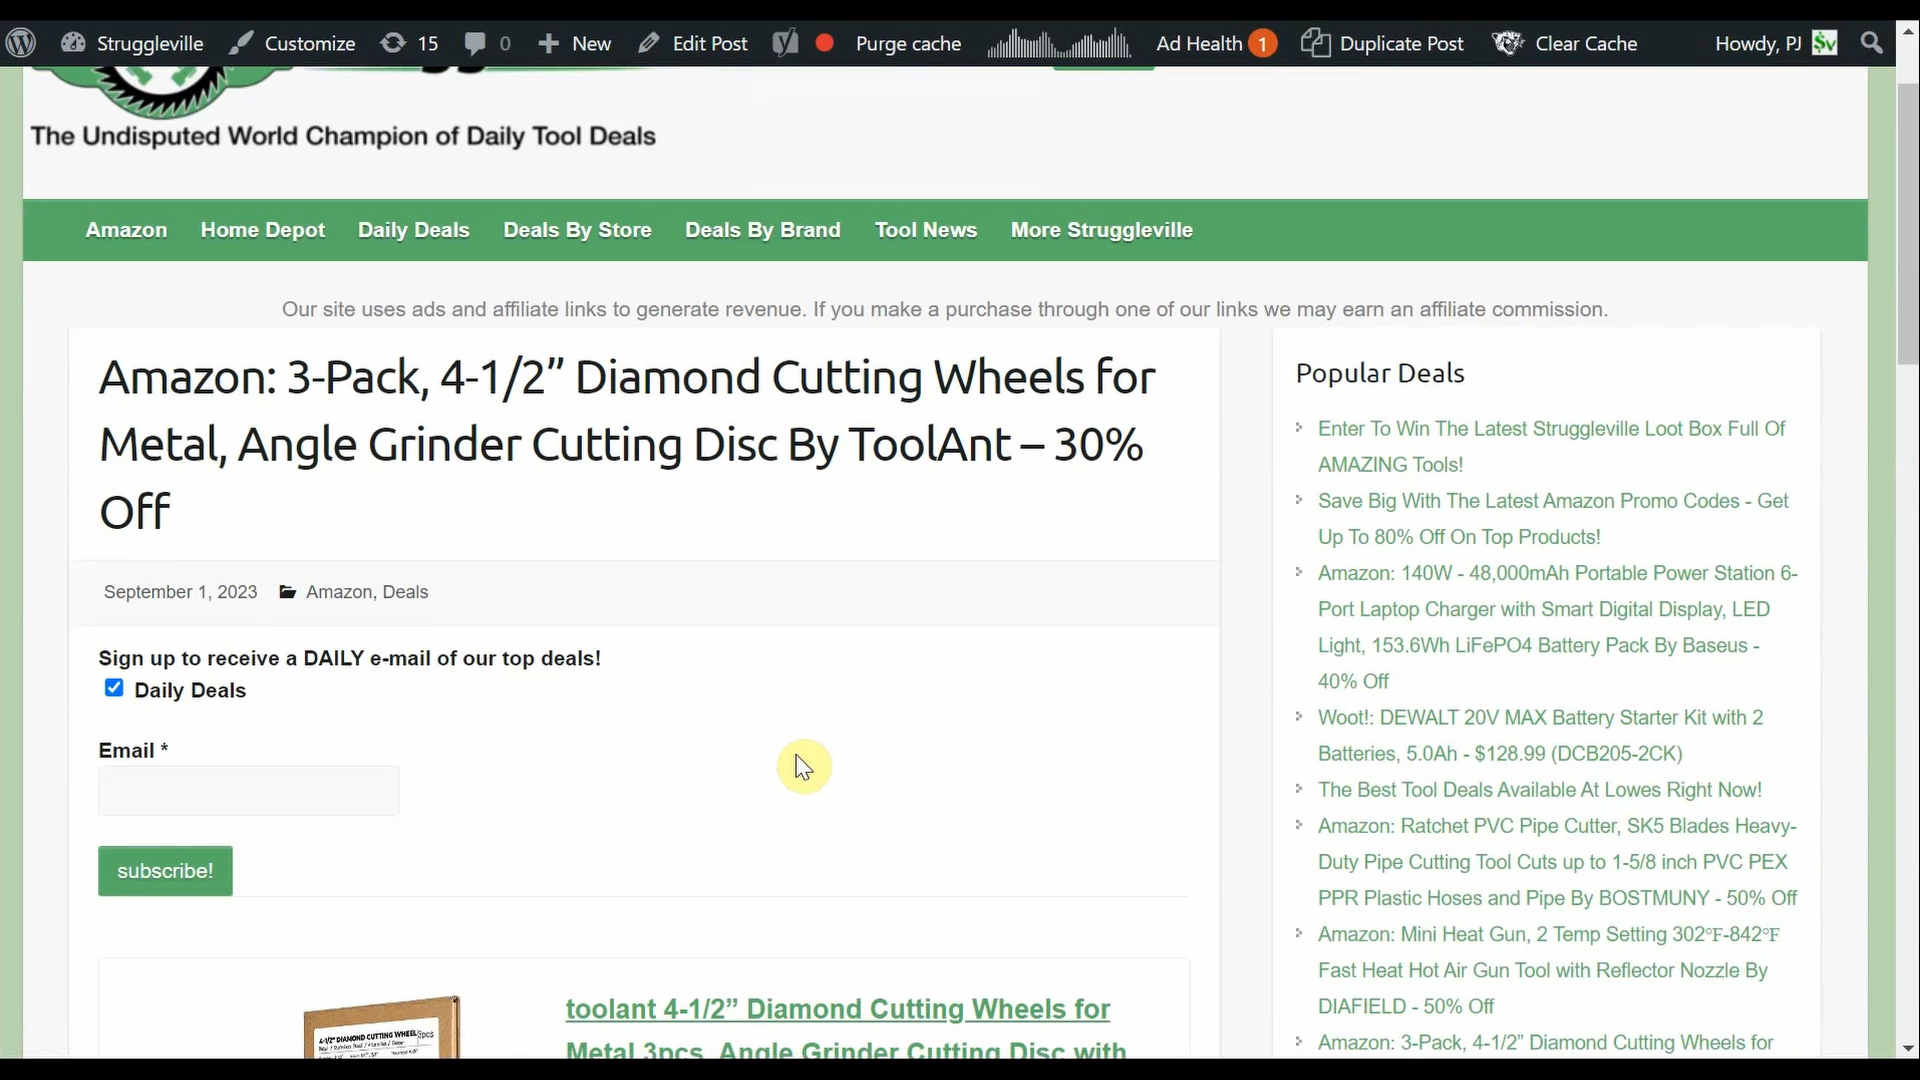 Struggleville
Customize
15
0
New
Edit Post
Purge cache
Ad Health 1
Duplicate Post
Clear Cache
Howdy, PJ
The Undisputed World Champion of Daily Tool Deals
Amazon
Home Depot
Daily Deals
Deals By Store
Deals By Brand
Tool News
More Struggleville
Our site uses ads and affiliate links to generate revenue. If you make a purchase through one of our links we may earn an affiliate commission.
Amazon: 3-Pack, 4-1/2” Diamond Cutting Wheels for
Metal, Angle Grinder Cutting Disc By ToolAnt – 30%
Off
September 1, 2023
Amazon, Deals
Sign up to receive a DAILY e-mail of our top deals!
Daily Deals
Email *
subscribe!
4-1/2" DIAMOND CUTTING WHEEL 3pcs
toolant 4-1/2” Diamond Cutting Wheels for
Metal 3pcs, Angle Grinder Cutting Disc with
Popular Deals
Enter To Win The Latest Struggleville Loot Box Full Of
AMAZING Tools!
Save Big With The Latest Amazon Promo Codes - Get
Up To 80% Off On Top Products!
Amazon: 140W - 48,000mAh Portable Power Station 6-
Port Laptop Charger with Smart Digital Display, LED
Light, 153.6Wh LiFePO4 Battery Pack By Baseus -
40% Off
Woot!: DEWALT 20V MAX Battery Starter Kit with 2
Batteries, 5.0Ah - $128.99 (DCB205-2CK)
The Best Tool Deals Available At Lowes Right Now!
Amazon: Ratchet PVC Pipe Cutter, SK5 Blades Heavy-
Duty Pipe Cutting Tool Cuts up to 1-5/8 inch PVC PEX
PPR Plastic Hoses and Pipe By BOSTMUNY - 50% Off
Amazon: Mini Heat Gun, 2 Temp Setting 302℉-842℉
Fast Heat Hot Air Gun Tool with Reflector Nozzle By
DIAFIELD - 50% Off
Amazon: 3-Pack, 4-1/2” Diamond Cutting Wheels for